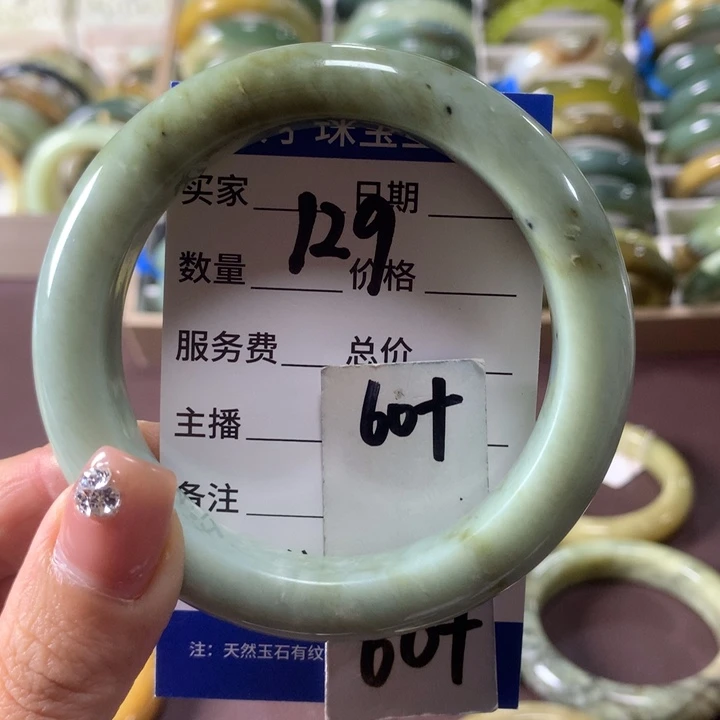 珠宝
卖家 日期
129
数量 价格
服务费 总价
60+
主播
备注
60+
注：天然玉石有纹